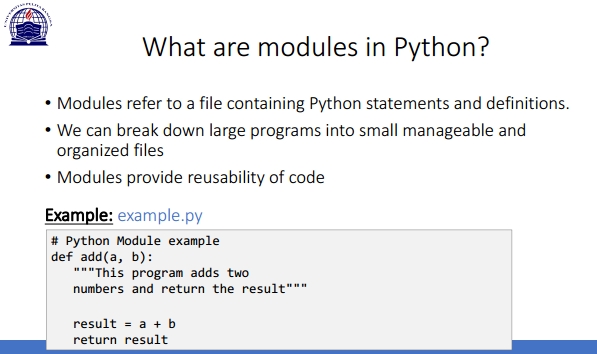 What are modules in Python?
• Modules refer to a file containing Python statements and definitions.
• We can break down large programs into small manageable and
organized files
• Modules provide reusability of code
Example: example.py
# Python Module example
def add(a, b):
   """This program adds two
   numbers and return the result"""

   result = a + b
   return result